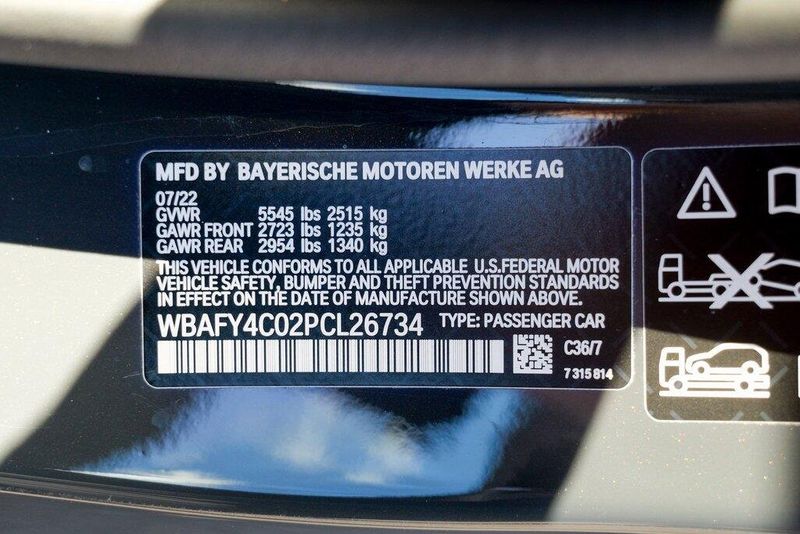 MFD BY BAYERISCHE MOTOREN WERKE AG
07/22
GVWR 5545 lbs 2515 kg
GAWR FRONT 2723 lbs 1235 kg
GAWR REAR 2954 lbs 1340 kg
THIS VEHICLE CONFORMS TO ALL APPLICABLE U.S.FEDERAL MOTOR
VEHICLE SAFETY, BUMPER AND THEFT PREVENTION STANDARDS
IN EFFECT ON THE DATE OF MANUFACTURE SHOWN ABOVE.
WBAFY4C02PCL26734 TYPE: PASSENGER CAR
C36/7
7 315 814